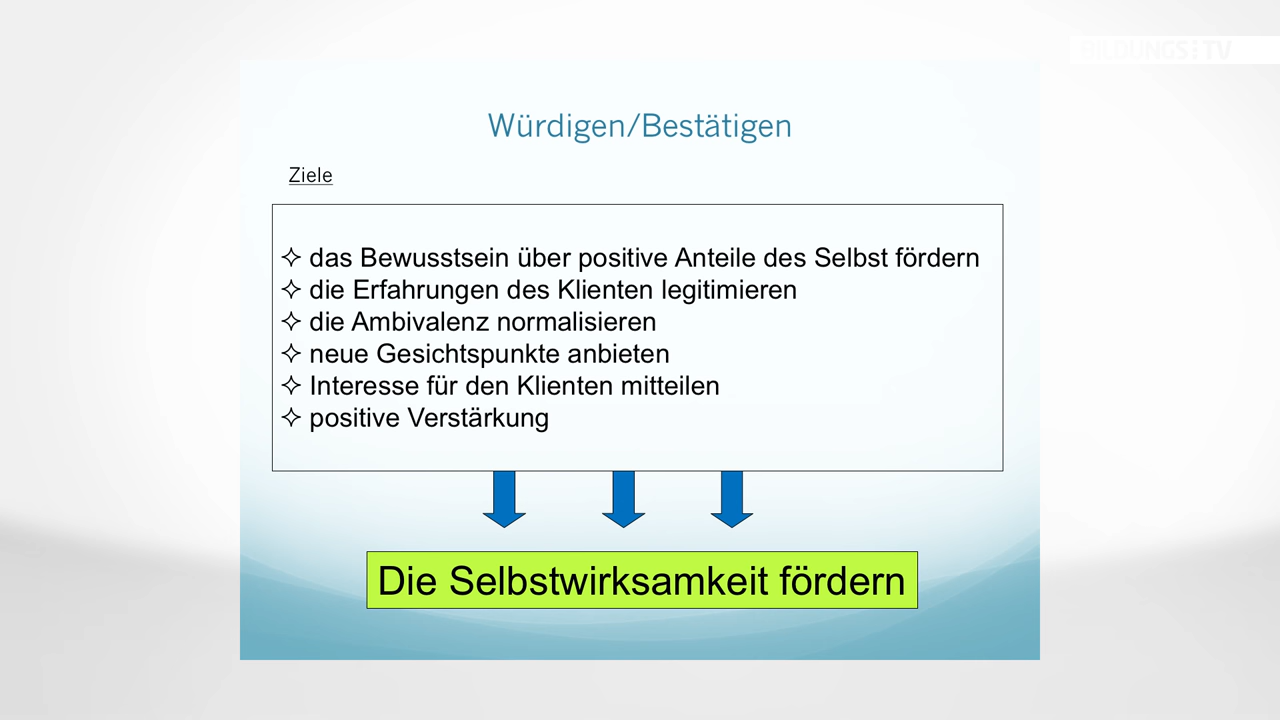 BILDUNGS:TV
Würdigen/Bestätigen
Ziele
✧ das Bewusstsein über positive Anteile des Selbst fördern
✧ die Erfahrungen des Klienten legitimieren
✧ die Ambivalenz normalisieren
✧ neue Gesichtspunkte anbieten
✧ Interesse für den Klienten mitteilen
✧ positive Verstärkung
Die Selbstwirksamkeit fördern